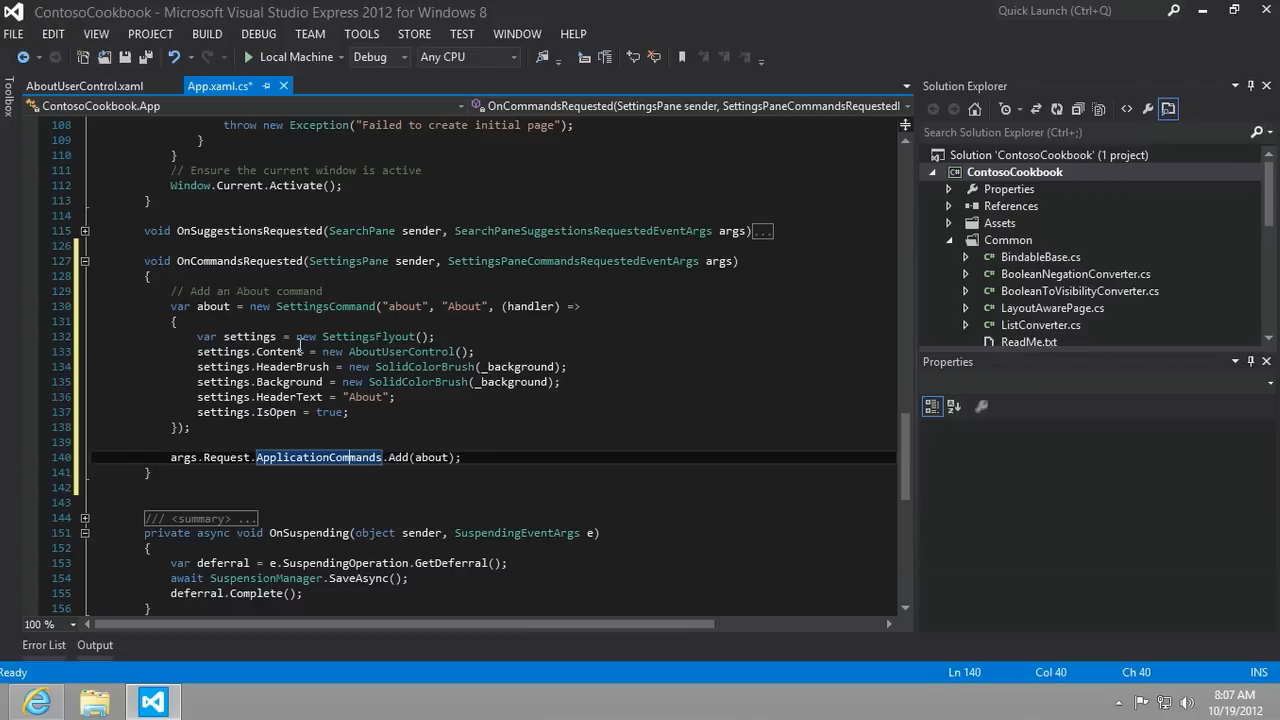 ContosoCookbook - Microsoft Visual Studio Express 2012 for Windows 8
Quick Launch (Ctrl+Q)
FILE EDIT VIEW PROJECT BUILD DEBUG TEAM TOOLS STORE TEST WINDOW HELP
Local Machine Debug Any CPU
Toolbox
AboutUserControl.xaml App.xaml.cs*
ContosoCookbook.App OnCommandsRequested(SettingsPane sender, SettingsPaneCommandsRequestedI
108 throw new Exception("Failed to create initial page");
109 }
110 }
111 // Ensure the current window is active
112 Window.Current.Activate();
113 }
114
115 void OnSuggestionsRequested(SearchPane sender, SearchPaneSuggestionsRequestedEventArgs args)...
126
127 void OnCommandsRequested(SettingsPane sender, SettingsPaneCommandsRequestedEventArgs args)
128 {
129 // Add an About command
130 var about = new SettingsCommand("about", "About", (handler) =>
131 {
132 var settings = new SettingsFlyout();
133 settings.Content = new AboutUserControl();
134 settings.HeaderBrush = new SolidColorBrush(_background);
135 settings.Background = new SolidColorBrush(_background);
136 settings.HeaderText = "About";
137 settings.IsOpen = true;
138 });
139
140 args.Request.ApplicationCommands.Add(about);
141 }
142
143
144 /// <summary> ...
151 private async void OnSuspending(object sender, SuspendingEventArgs e)
152 {
153 var deferral = e.SuspendingOperation.GetDeferral();
154 await SuspensionManager.SaveAsync();
155 deferral.Complete();
156 }
100 %
Error List Output
Solution Explorer
Search Solution Explorer (Ctrl+;)
Solution 'ContosoCookbook' (1 project)
ContosoCookbook
Properties
References
Assets
Common
BindableBase.cs
BooleanNegationConverter.cs
BooleanToVisibilityConverter.cs
LayoutAwarePage.cs
ListConverter.cs
ReadMe.txt
Properties
Ready Ln 140 Col 40 Ch 40 INS
8:07 AM
10/19/2012